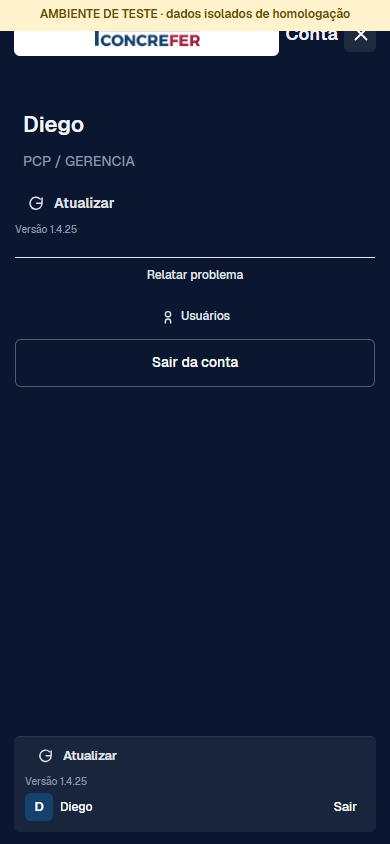 AMBIENTE DE TESTE · dados isolados de homologação
CONCREFER
Conta
Diego
PCP / GERENCIA
Atualizar
Versão 1.4.25
Relatar problema
Usuários
Sair da conta
Atualizar
Versão 1.4.25
D
Diego
Sair